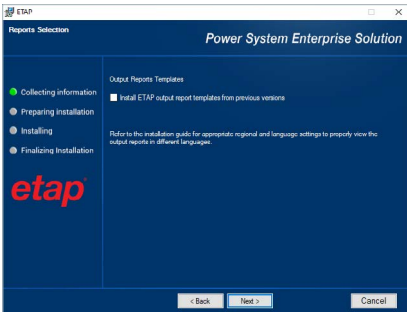 ETAP
Reports Selection
Power System Enterprise Solution
Output Reports Templates
Install ETAP output report templates from previous versions
Collecting information
Preparing installation
Installing
Finalizing Installation
Refer to the installation guide for appropriate regional and language settings to properly view the
output reports in different languages.
etap
< Back
Next >
Cancel